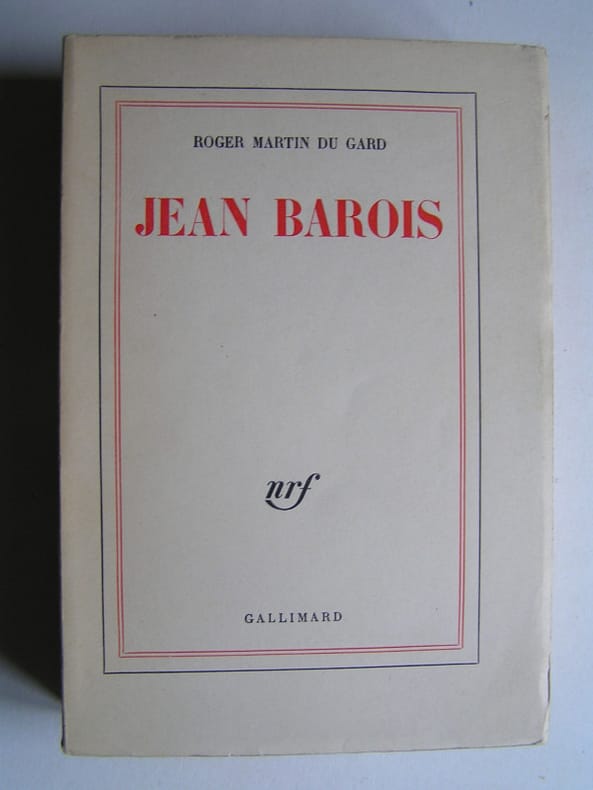 ROGER MARTIN DU GARD
JEAN BAROIS
nrf
GALLIMARD